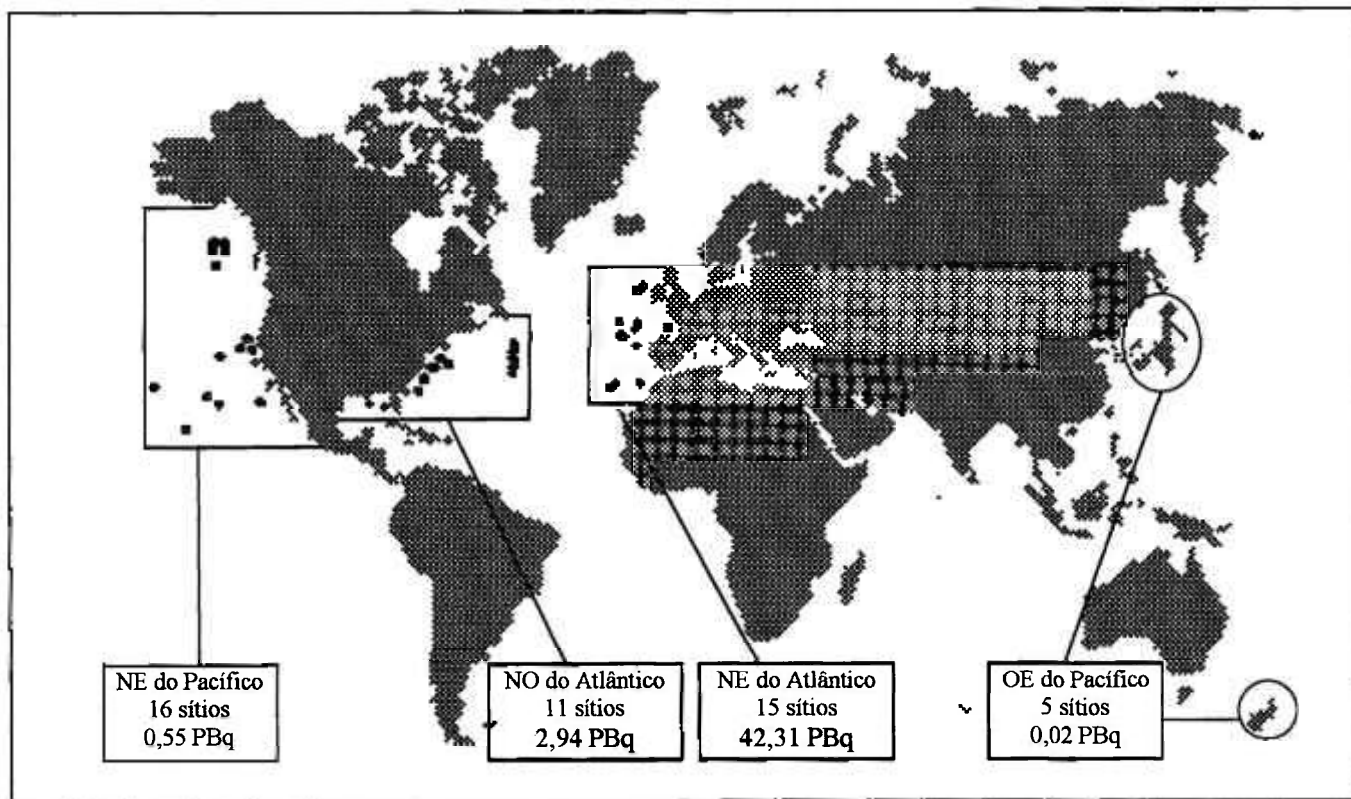 NE do Pacífico
16 sítios
0,55 PBq
NO do Atlântico
11 sítios
2,94 PBq
NE do Atlântico
15 sítios
42,31 PBq
OE do Pacífico
5 sítios
0,02 PBq